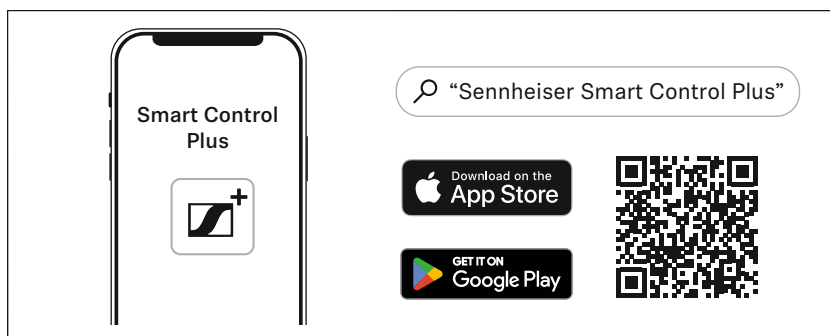 Smart Control
Plus
“Sennheiser Smart Control Plus”
Download on the
App Store
GET IT ON
Google Play